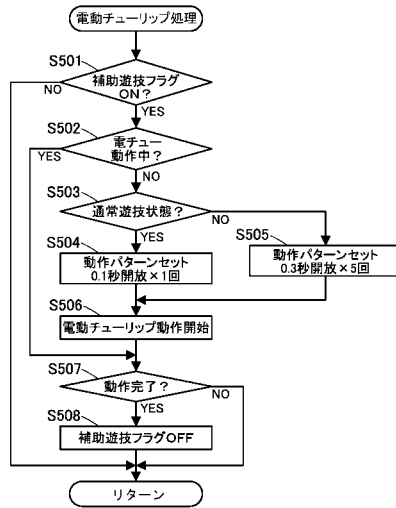 電動チューリップ処理
S501
補助遊技フラグ
ON？
NO
YES
S502
電チュー
動作中？
YES
NO
S503
通常遊技状態？
NO
YES
S504
動作パターンセット
0.1秒開放×1回
S505
動作パターンセット
0.3秒開放×5回
S506
電動チューリップ動作開始
S507
動作完了？
NO
YES
S508
補助遊技フラグOFF
リターン